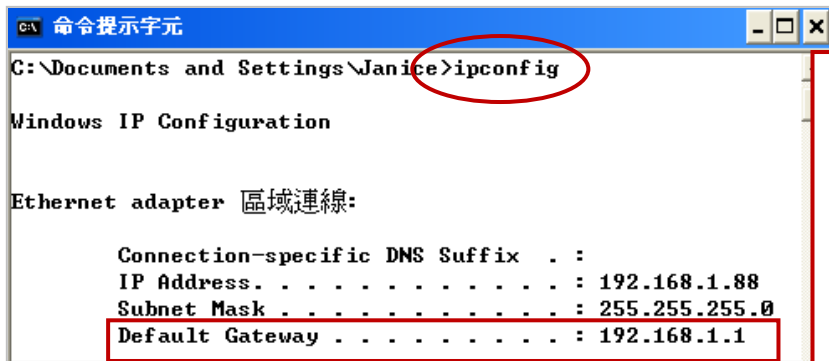 命令提示字元
C:\Documents and Settings\Janice>ipconfig
Windows IP Configuration
Ethernet adapter 區域連線:
Connection-specific DNS Suffix  . :
IP Address. . . . . . . . . . . . : 192.168.1.88
Subnet Mask . . . . . . . . . . . : 255.255.255.0
Default Gateway . . . . . . . . . : 192.168.1.1